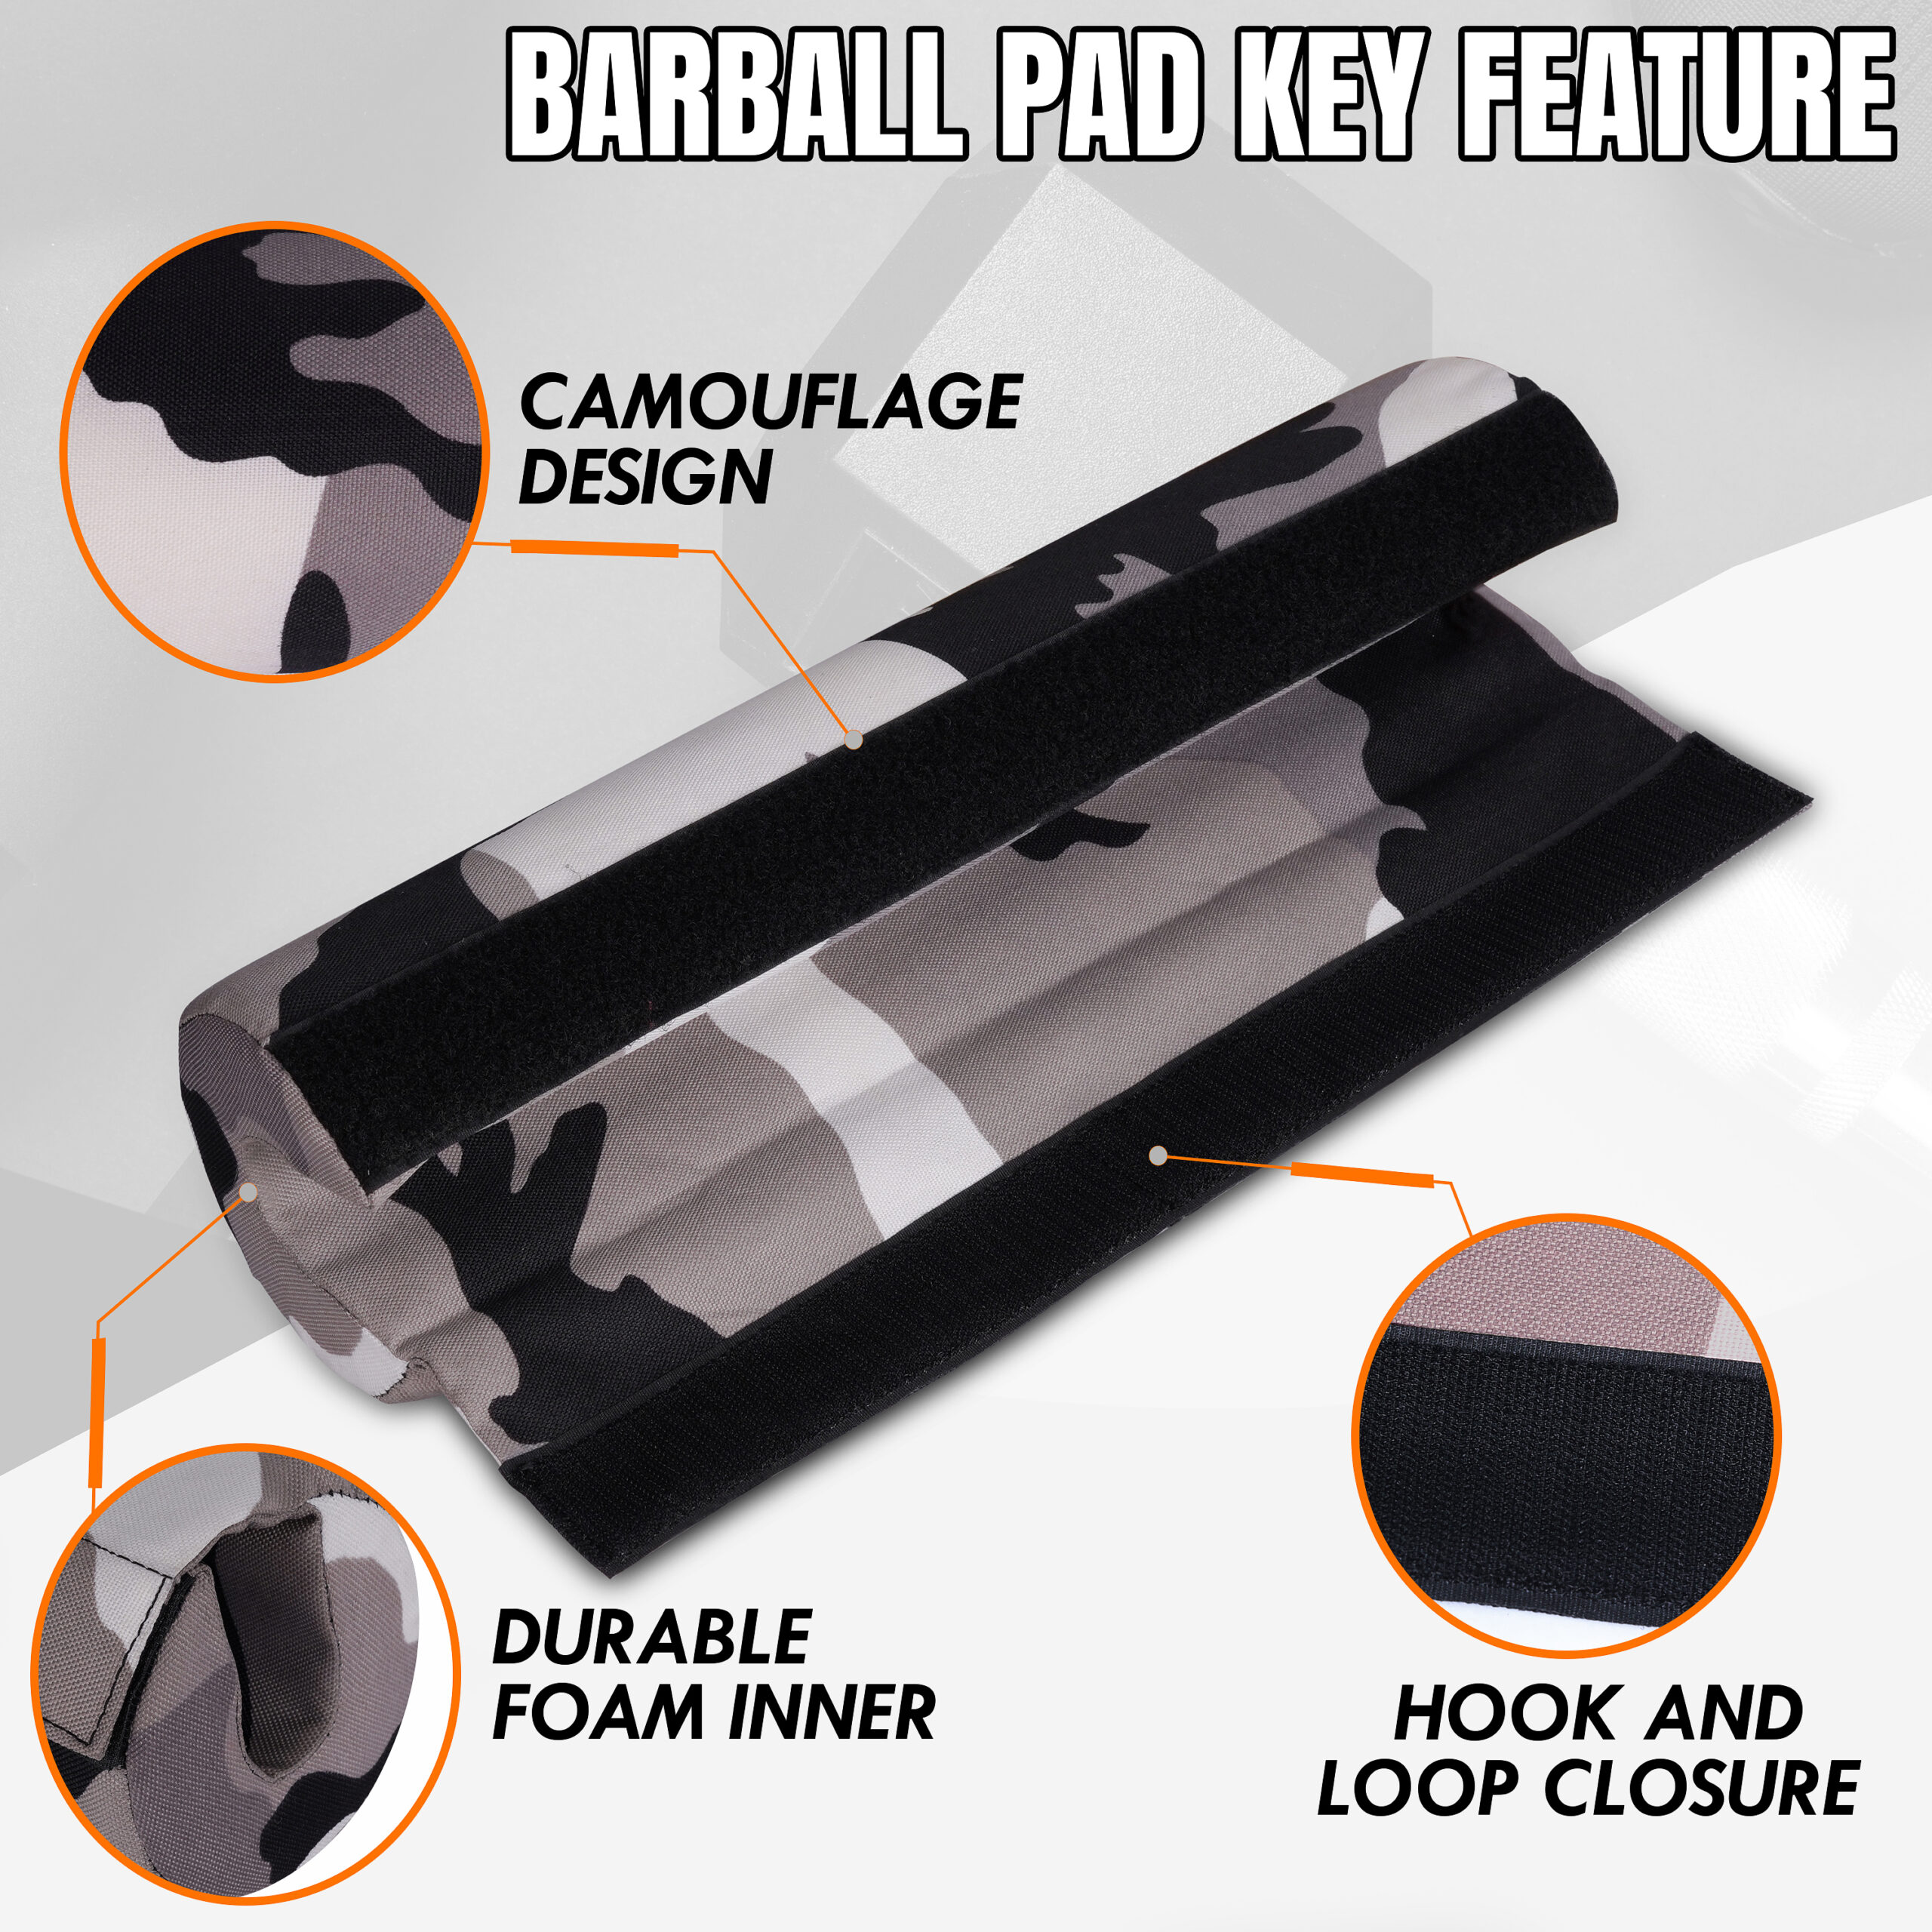 BARBALL PAD KEY FEATURE
CAMOUFLAGE
DESIGN
DURABLE
FOAM INNER
HOOK AND
LOOP CLOSURE